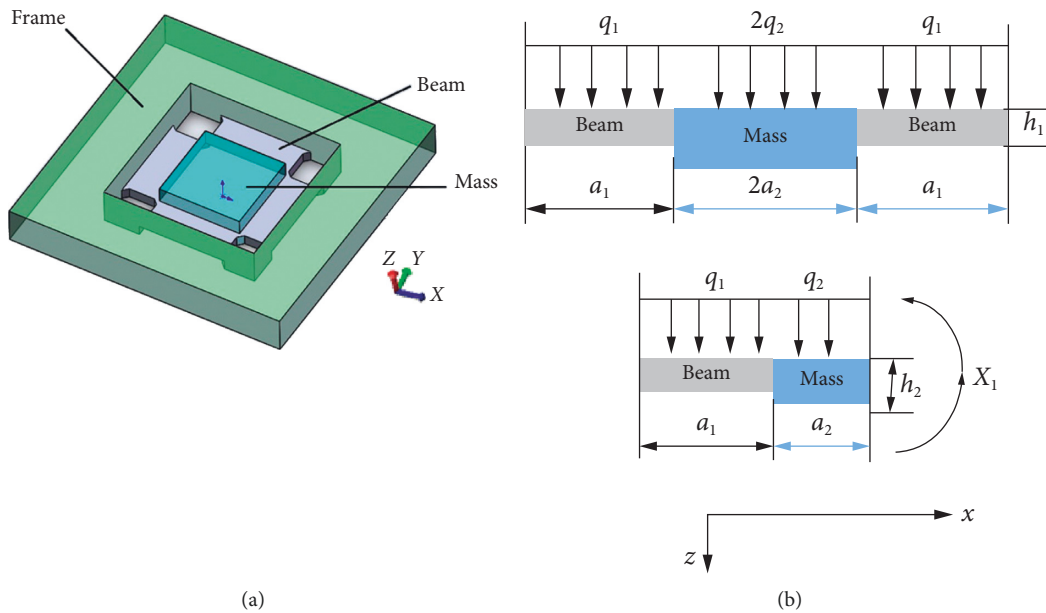 Frame
Beam
Mass
Z Y
X
(a)
q1 2q2 q1
Beam Mass Beam h1
a1 2a2 a1
q1 q2
Beam Mass h2 X1
a1 a2
x
z
(b)